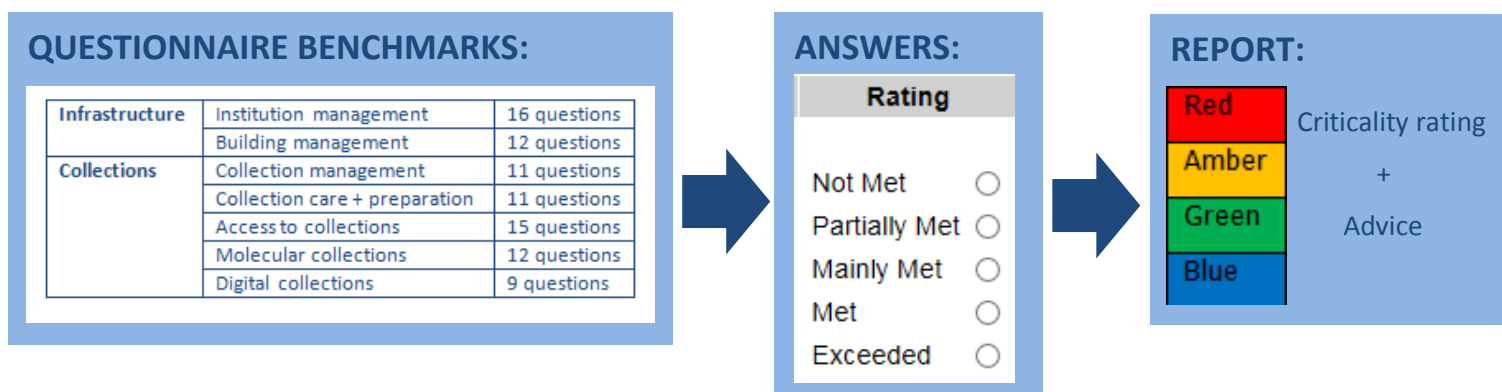 QUESTIONNAIRE BENCHMARKS:
Infrastructure Institution management 16 questions
Building management 12 questions
Collections Collection management 11 questions
Collection care + preparation 11 questions
Access to collections 15 questions
Molecular collections 12 questions
Digital collections 9 questions
ANSWERS:
Rating
Not Met
Partially Met
Mainly Met
Met
Exceeded
REPORT:
Red
Amber
Green
Blue
Criticality rating
+
Advice